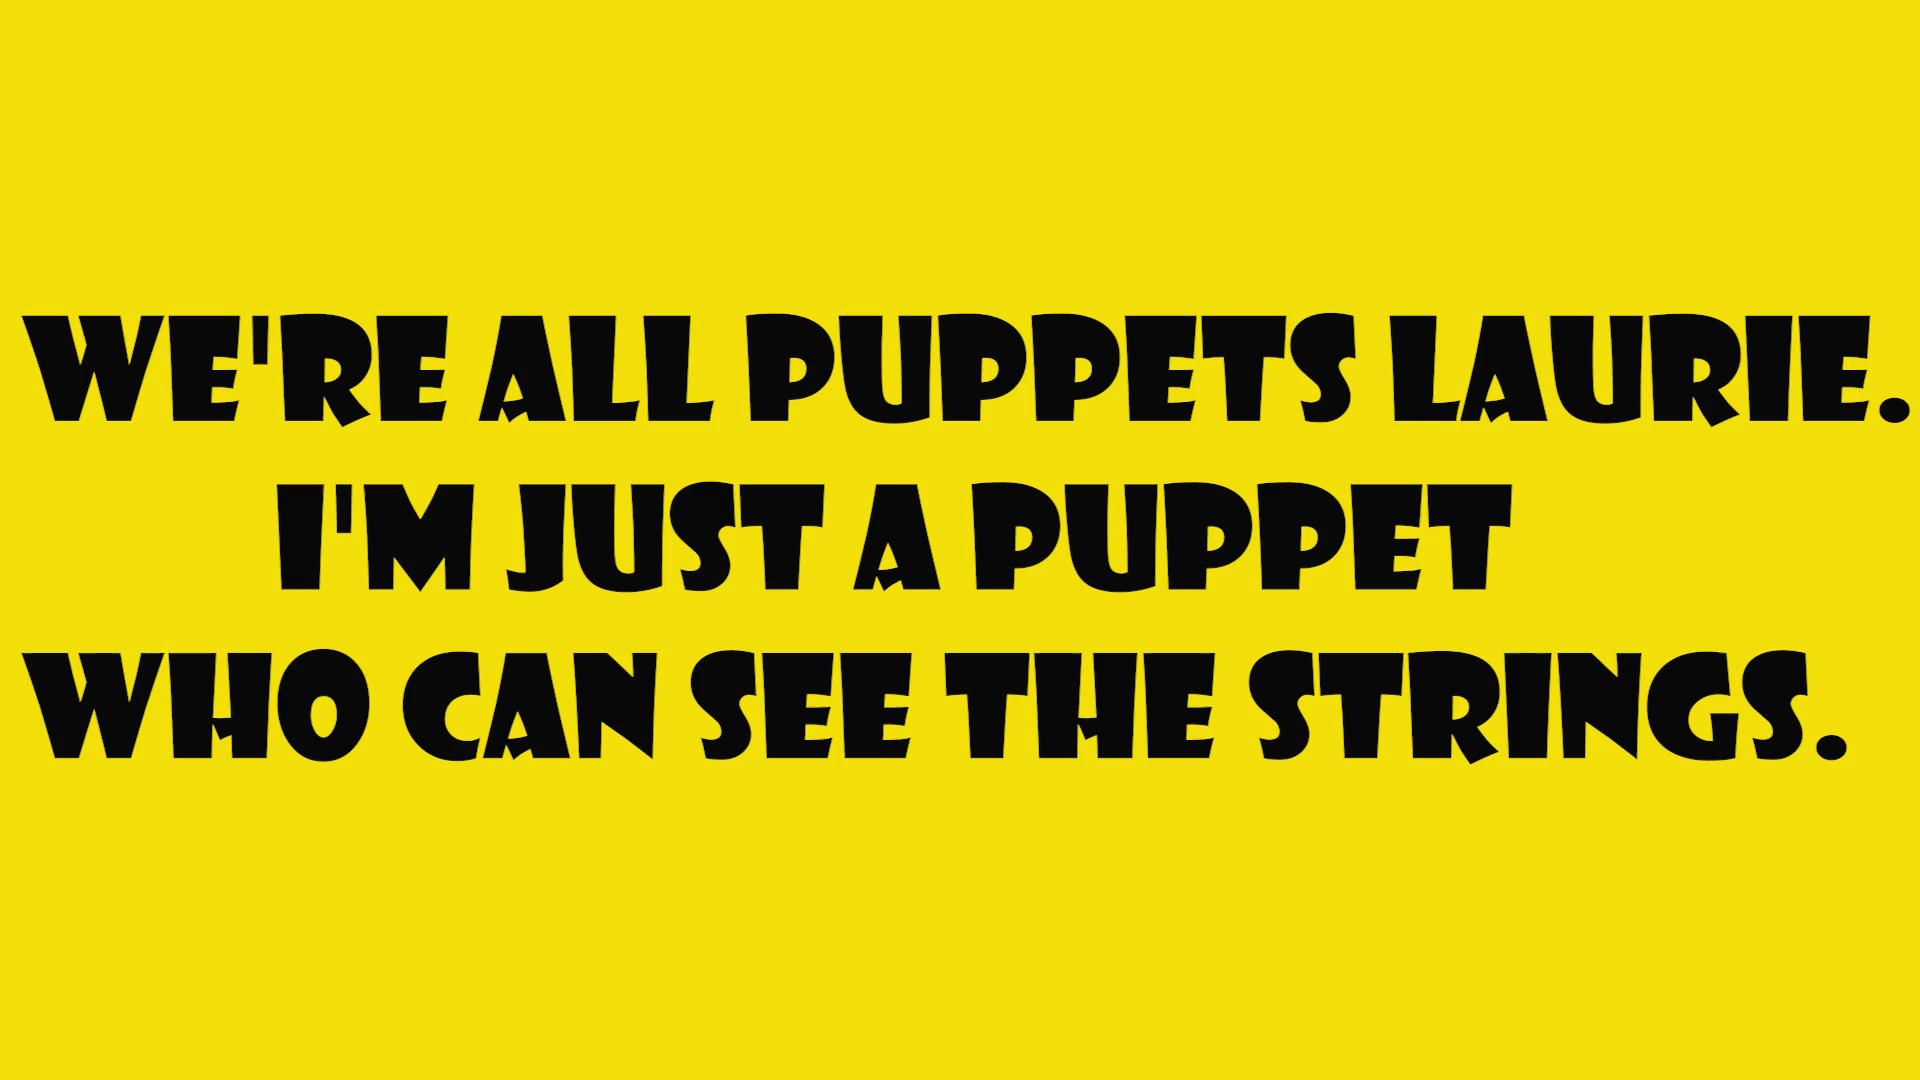 WE'RE ALL PUPPETS LAURIE.
I'M JUST A PUPPET
WHO CAN SEE THE STRINGS.